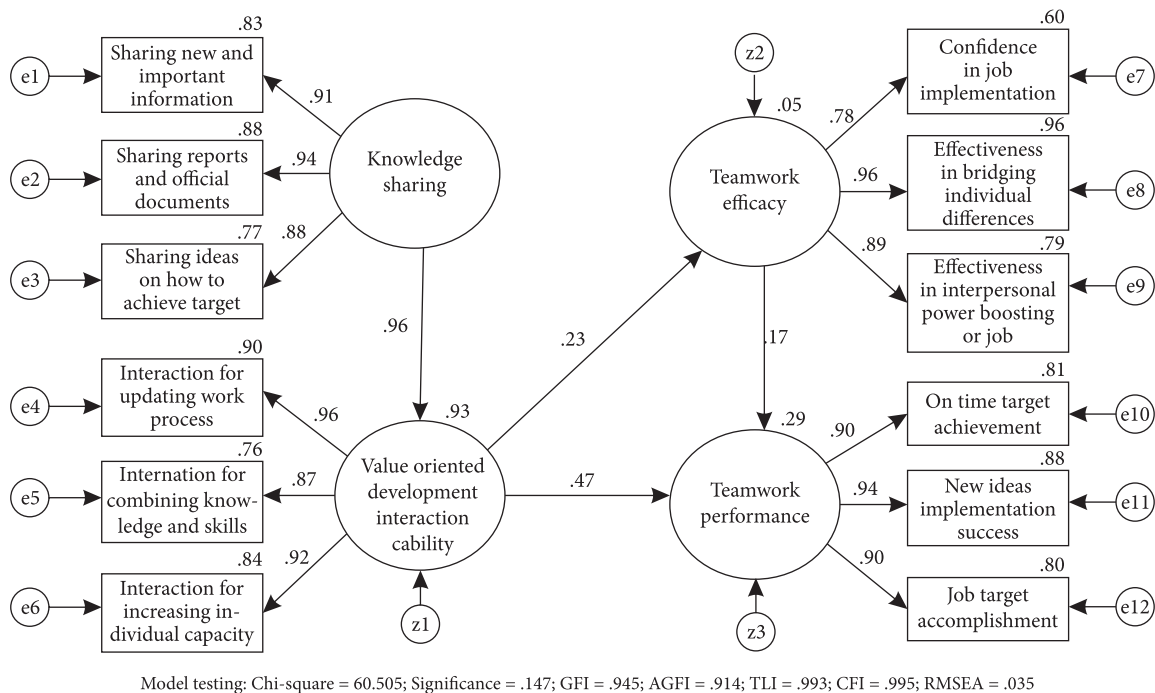 .83
Sharing new and
important
information
e1
.91
.88
Sharing reports
and official
documents
e2
.94
Knowledge
sharing
.77
Sharing ideas
on how to
achieve target
e3
.88
.96
.90
Interaction for
updating work
process
e4
.96
.76
Internation for
combining know-
ledge and skills
e5
.87
.93
Value oriented
development
interaction
cability
.84
Interaction for
increasing in-
dividual capacity
e6
.92
z1
.23
.47
z2
.05
Teamwork
efficacy
.78
.60
Confidence
in job
implementation
e7
.96
.96
Effectiveness
in bridging
individual
differences
e8
.89
.79
Effectiveness
in interpersonal
power boosting
or job
e9
.17
.29
Teamwork
performance
z3
.90
.81
On time target
achievement
e10
.94
.88
New ideas
implementation
success
e11
.90
.80
Job target
accomplishment
e12
Model testing: Chi-square = 60.505; Significance = .147; GFI = .945; AGFI = .914; TLI = .993; CFI = .995; RMSEA = .035